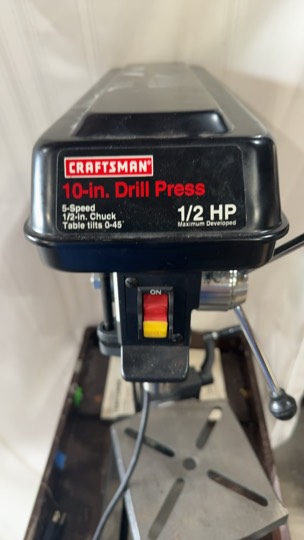 CRAFTSMAN®
10-in. Drill Press
5-Speed
1/2-in. Chuck
Table tilts 0-45°
1/2 HP
Maximum Developed
ON